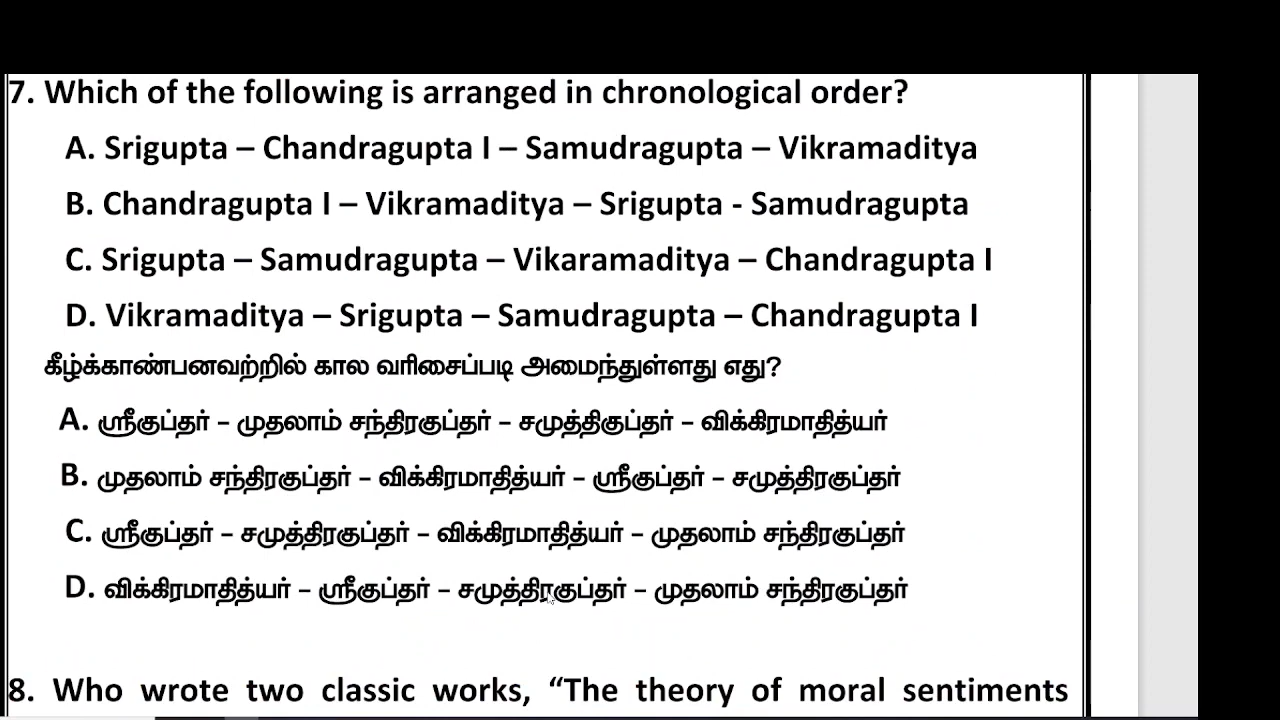 7. Which of the following is arranged in chronological order?
A. Srigupta – Chandragupta I – Samudragupta – Vikramaditya
B. Chandragupta I – Vikramaditya – Srigupta - Samudragupta
C. Srigupta – Samudragupta – Vikaramaditya – Chandragupta I
D. Vikramaditya – Srigupta – Samudragupta – Chandragupta I
கீழ்க்காண்பனவற்றில் கால வரிசைப்படி அமைந்துள்ளது எது?
A. ஸ்ரீகுப்தர் – முதலாம் சந்திரகுப்தர் – சமுத்திகுப்தர் – விக்கிரமாதித்யர்
B. முதலாம் சந்திரகுப்தர் – விக்கிரமாதித்யர் – ஸ்ரீகுப்தர் – சமுத்திரகுப்தர்
C. ஸ்ரீகுப்தர் – சமுத்திரகுப்தர் – விக்கிரமாதித்யர் – முதலாம் சந்திரகுப்தர்
D. விக்கிரமாதித்யர் – ஸ்ரீகுப்தர் – சமுத்திரகுப்தர் – முதலாம் சந்திரகுப்தர்
8. Who wrote two classic works, “The theory of moral sentiments